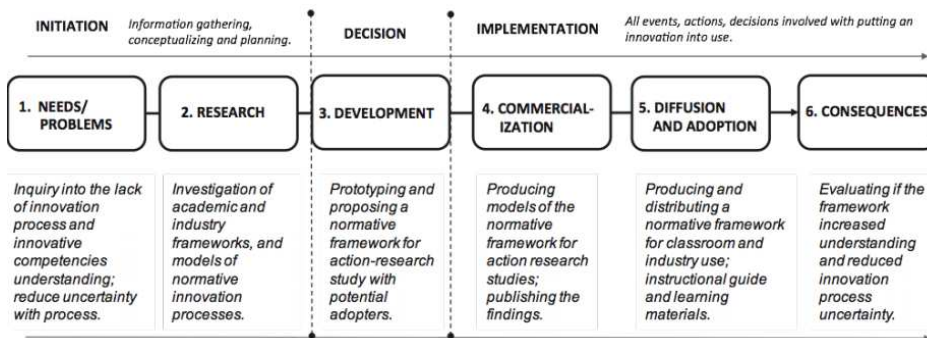 INITIATION
Information gathering,
conceptualizing and planning.
DECISION
IMPLEMENTATION
All events, actions, decisions involved with putting an
innovation into use.
1. NEEDS/
PROBLEMS
2. RESEARCH
3. DEVELOPMENT
4. COMMERCIAL-
IZATION
5. DIFFUSION
AND ADOPTION
6. CONSEQUENCES
Inquiry into the lack
of innovation
process and
innovative
competencies
understanding;
reduce uncertainty
with process.
Investigation of
academic and
industry
frameworks, and
models of
normative
innovation
processes.
Prototyping and
proposing a
normative
framework for
action-research
study with
potential
adopters.
Producing
models of the
normative
framework for
action research
studies;
publishing the
findings.
Producing and
distributing a
normative framework
for classroom and
industry use;
instructional guide
and learning
materials.
Evaluating if the
framework
increased
understanding
and reduced
innovation
process
uncertainty.